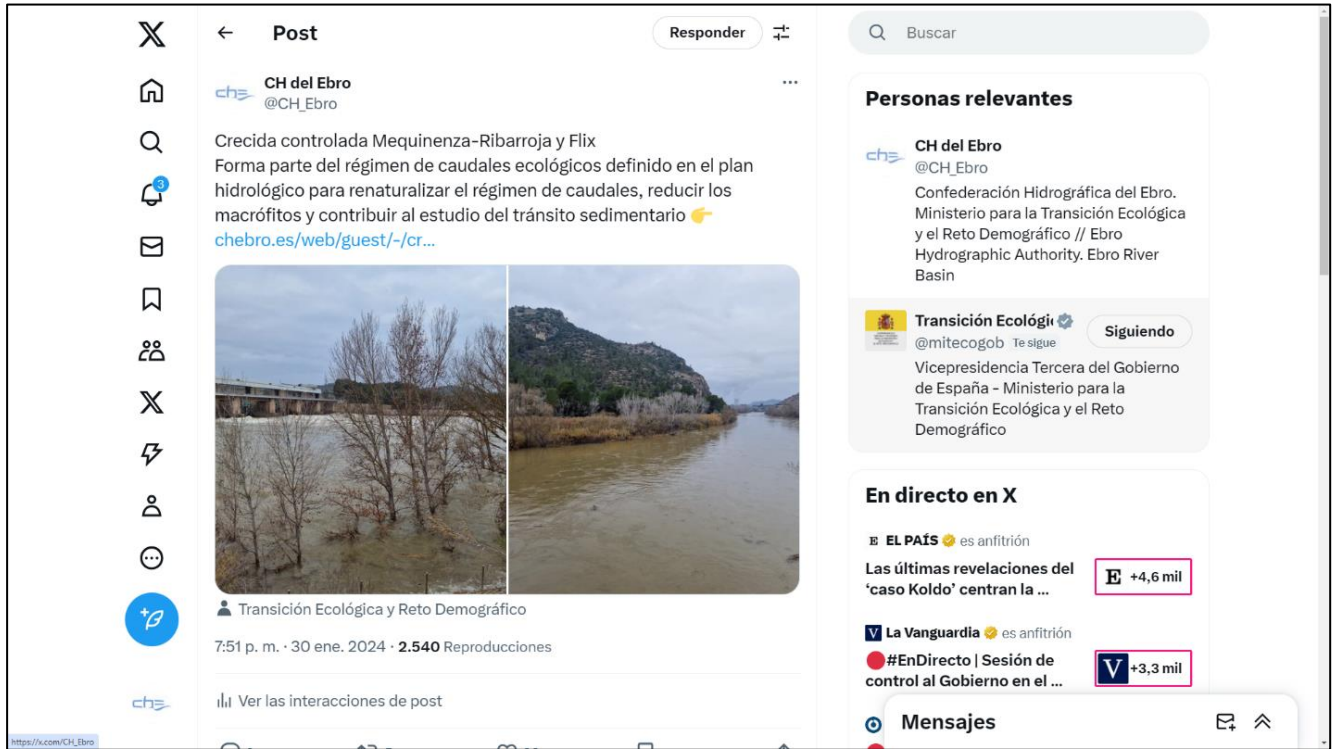 Post
Responder
CH del Ebro
@CH_Ebro
Crecida controlada Mequinenza-Ribarroja y Flix
Forma parte del régimen de caudales ecológicos definido en el plan
hidrológico para renaturalizar el régimen de caudales, reducir los
macrófitos y contribuir al estudio del tránsito sedimentario 👉
chebro.es/web/guest/-/cr...
Transición Ecológica y Reto Demográfico
7:51 p. m. · 30 ene. 2024 · 2.540 Reproducciones
Ver las interacciones de post
3
che
https://x.com/CH_Ebro
Buscar
Personas relevantes
che
CH del Ebro
@CH_Ebro
Confederación Hidrográfica del Ebro.
Ministerio para la Transición Ecológica
y el Reto Demográfico // Ebro
Hydrographic Authority. Ebro River
Basin
Transición Ecológi
@mitecogob Te sigue
Siguiendo
Vicepresidencia Tercera del Gobierno
de España - Ministerio para la
Transición Ecológica y el Reto
Demográfico
En directo en X
E EL PAÍS es anfitrión
Las últimas revelaciones del
‘caso Koldo’ centran la ...
E +4,6 mil
V La Vanguardia es anfitrión
🔴#EnDirecto | Sesión de
control al Gobierno en el ...
V +3,3 mil
Mensajes